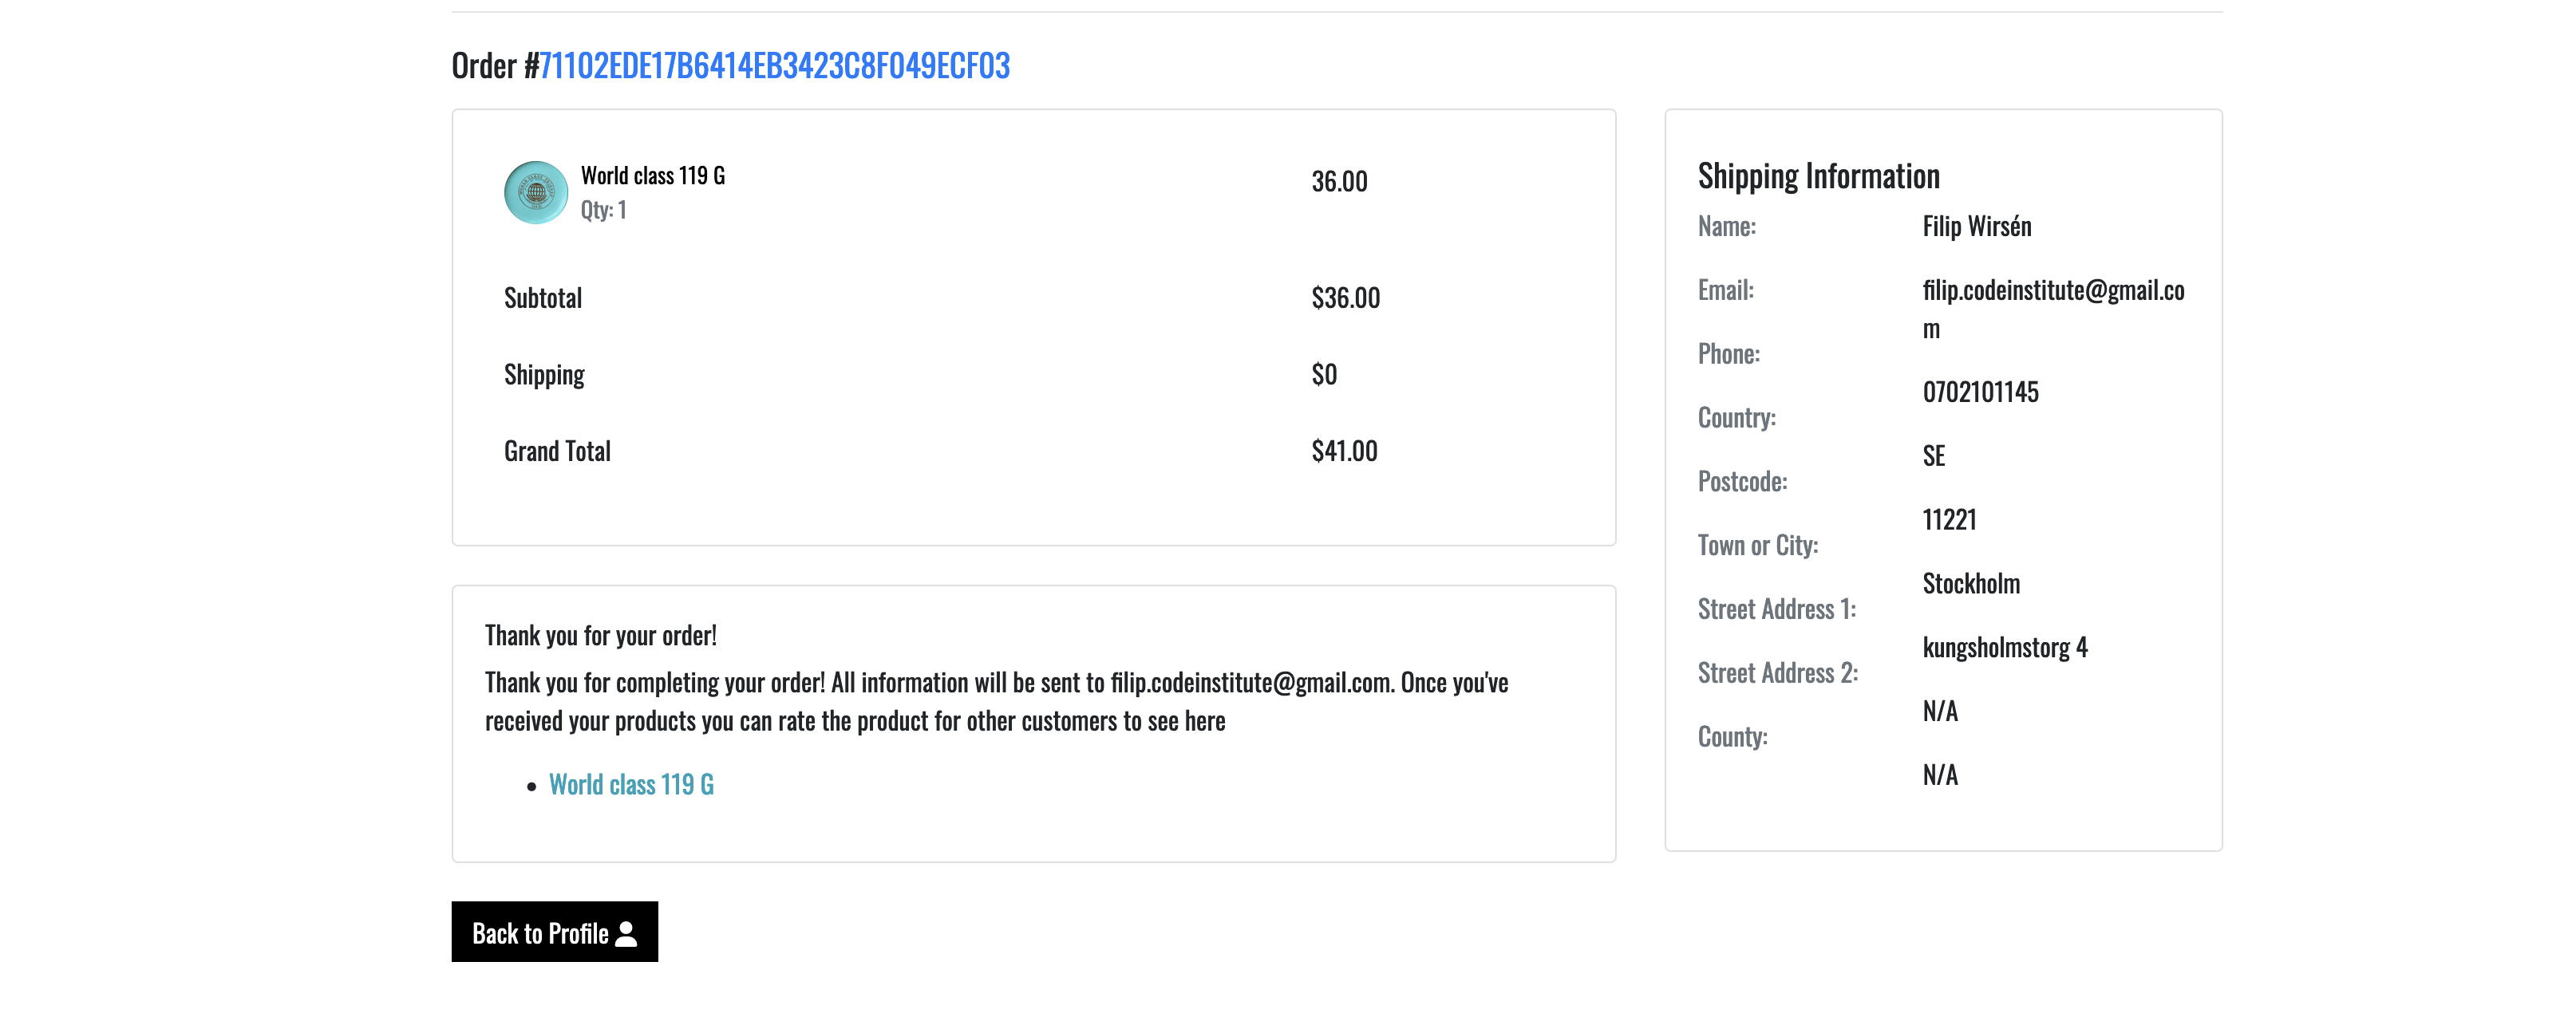 Order #71102EDE17B6414EB3423C8F049ECF03
World class 119 G
36.00
Qty: 1
Subtotal
$36.00
Shipping
$0
Grand Total
$41.00
Thank you for your order!
Thank you for completing your order! All information will be sent to filip.codeinstitute@gmail.com. Once you've
received your products you can rate the product for other customers to see here
World class 119 G
Back to Profile
Shipping Information
Name:
Filip Wirsén
Email:
filip.codeinstitute@gmail.co
m
Phone:
0702101145
Country:
SE
Postcode:
11221
Town or City:
Stockholm
Street Address 1:
kungsholmstorg 4
Street Address 2:
N/A
County:
N/A